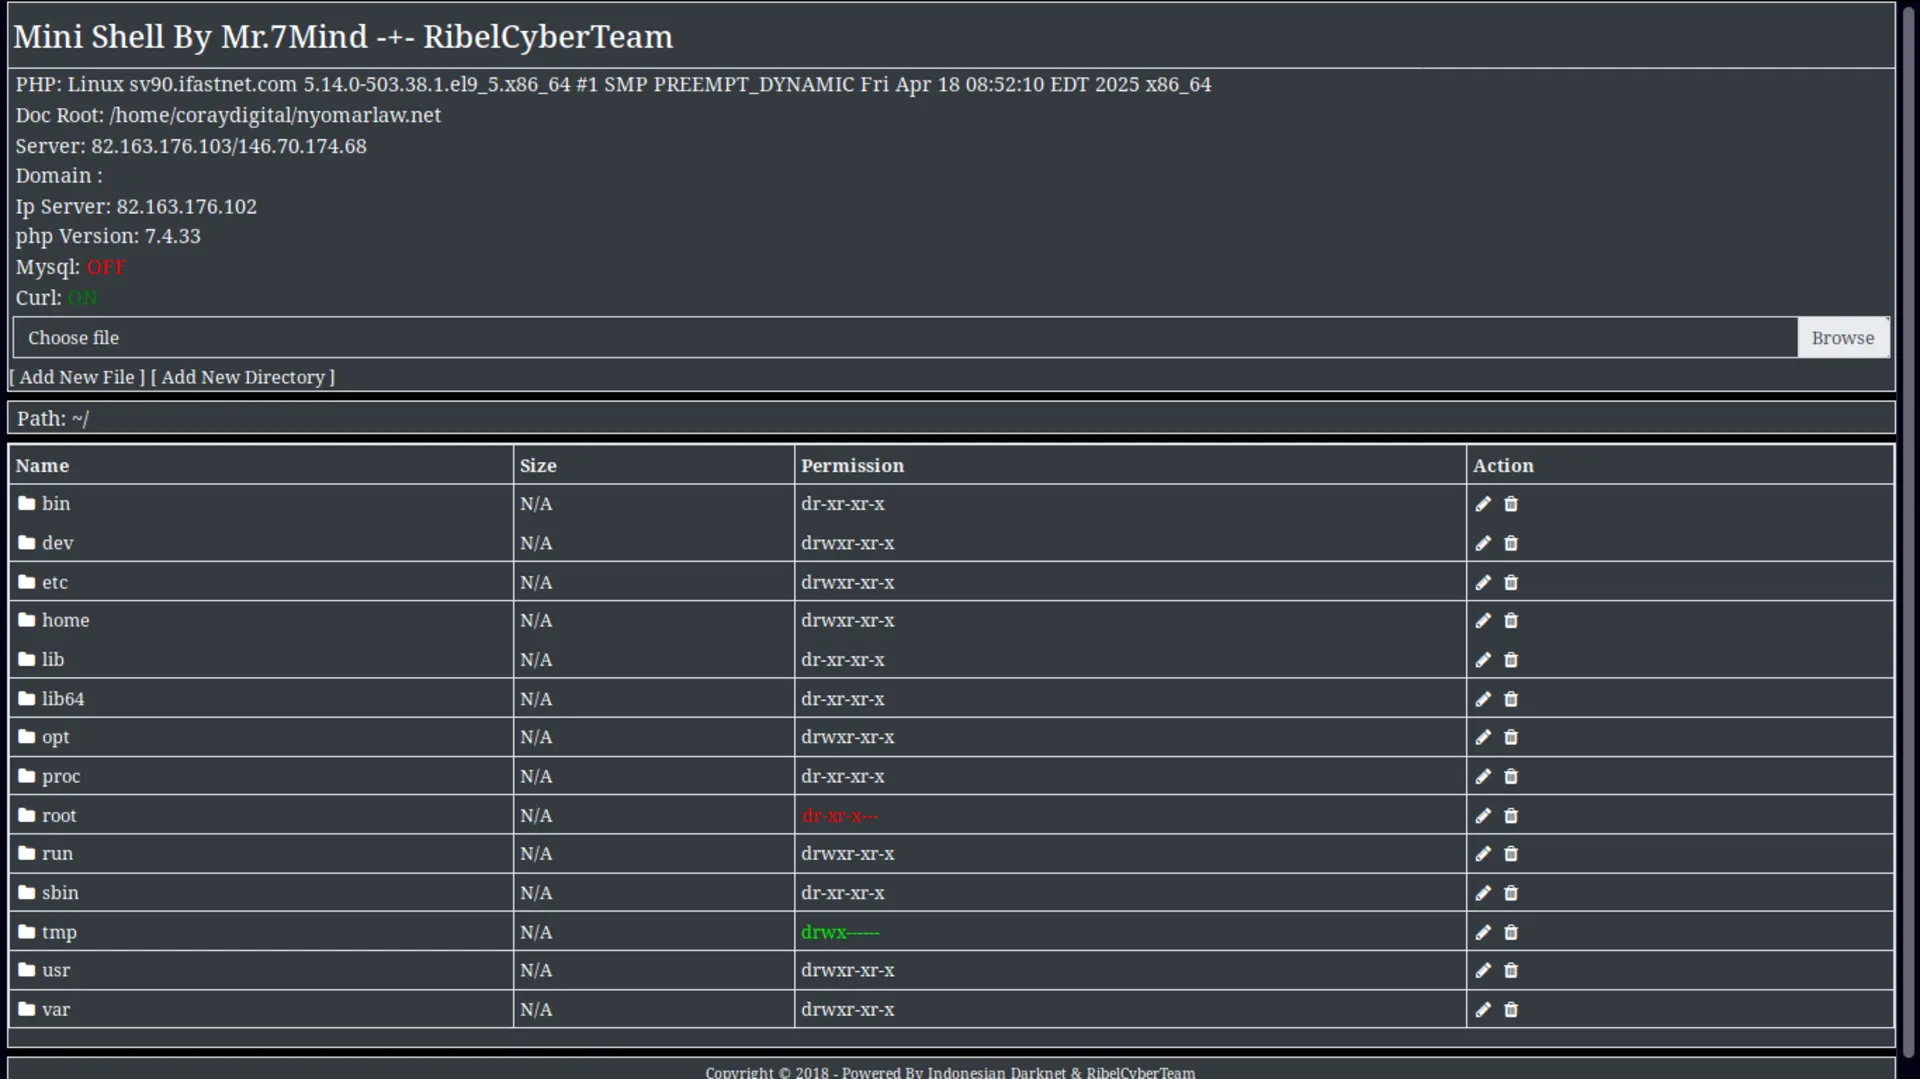 Mini Shell By Mr.7Mind -+- RibelCyberTeam
PHP: Linux sv90.ifastnet.com 5.14.0-503.38.1.el9_5.x86_64 #1 SMP PREEMPT_DYNAMIC Fri Apr 18 08:52:10 EDT 2025 x86_64
Doc Root: /home/coraydigital/nyomarlaw.net
Server: 82.163.176.103/146.70.174.68
Domain :
Ip Server: 82.163.176.102
php Version: 7.4.33
Mysql: OFF
Curl: ON
Choose file Browse
[ Add New File ] [ Add New Directory ]
Path: ~/
Name Size Permission Action
bin N/A dr-xr-xr-x
dev N/A drwxr-xr-x
etc N/A drwxr-xr-x
home N/A drwxr-xr-x
lib N/A dr-xr-xr-x
lib64 N/A dr-xr-xr-x
opt N/A drwxr-xr-x
proc N/A dr-xr-xr-x
root N/A dr-xr-x---
run N/A drwxr-xr-x
sbin N/A dr-xr-xr-x
tmp N/A drwx------
usr N/A drwxr-xr-x
var N/A drwxr-xr-x
Copyright © 2018 - Powered By Indonesian Darknet & RibelCyberTeam